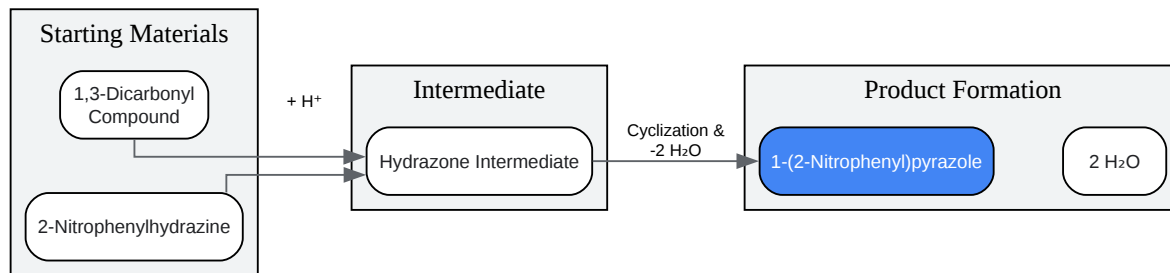 Starting Materials
1,3-Dicarbonyl
Compound
2-Nitrophenylhydrazine
+ H⁺
Intermediate
Hydrazone Intermediate
Cyclization &
-2 H₂O
Product Formation
1-(2-Nitrophenyl)pyrazole
2 H₂O